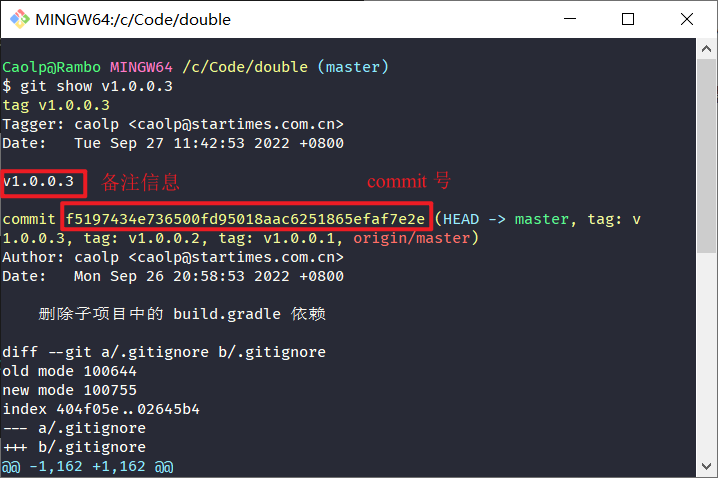 MINGW64:/c/Code/double
Caolp@Rambo MINGW64 /c/Code/double (master)
$ git show v1.0.0.3
tag v1.0.0.3
Tagger: caolp <caolp@startimes.com.cn>
Date:   Tue Sep 27 11:42:53 2022 +0800
v1.0.0.3 备注信息 commit 号
commit f5197434e736500fd95018aac6251865efaf7e2e (HEAD -> master, tag: v
1.0.0.3, tag: v1.0.0.2, tag: v1.0.0.1, origin/master)
Author: caolp <caolp@startimes.com.cn>
Date:   Mon Sep 26 20:58:53 2022 +0800
删除子项目中的 build.gradle 依赖
diff --git a/.gitignore b/.gitignore
old mode 100644
new mode 100755
index 404f05e..02645b4
--- a/.gitignore
+++ b/.gitignore
@@ -1,162 +1,162 @@